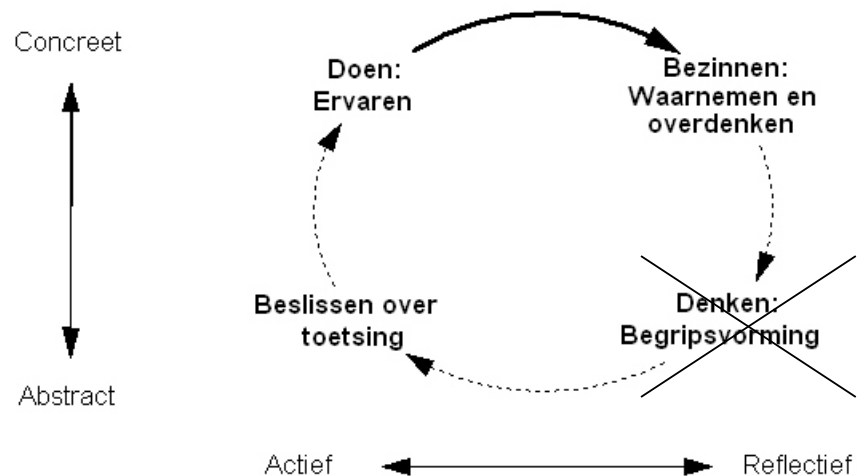 Concreet
Doen:
Ervaren
Bezinnen:
Waarnemen en
overdenken
Beslissen over
toetsing
Denken:
Begripsvorming
Abstract
Actief
Reflectief